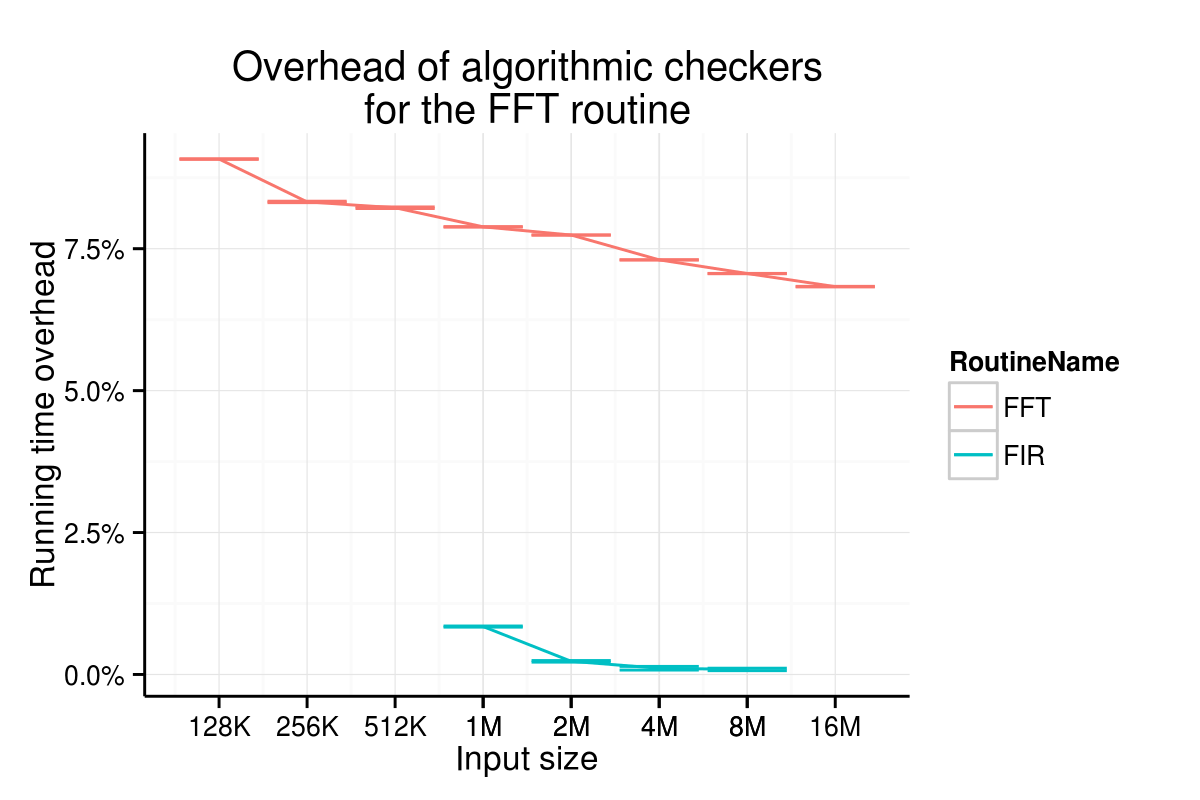 Overhead of algorithmic checkers
for the FFT routine
Running time overhead
7.5%
5.0%
2.5%
0.0%
128K 256K 512K 1M 2M 4M 8M 16M
Input size
RoutineName
FFT
FIR